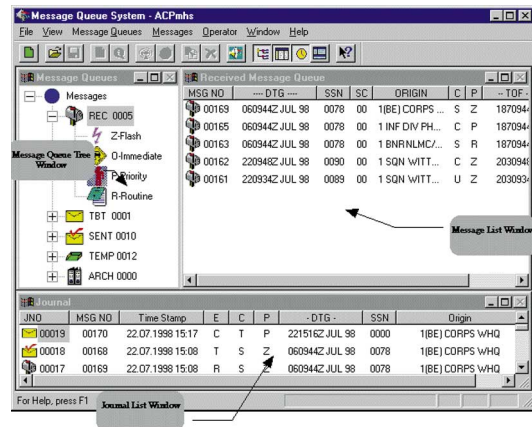 Message Queue System - ACPmhs
File View Message Queues Messages Operator Window Help
Message Queues
Messages
REC 0005
Z-Flash
O-Immediate
P-Priority
R-Routine
TBT 0001
SENT 0010
TEMP 0012
ARCH 0000
Message Queue Tree Window
Received Message Queue
MSG NO ---- DTG ---- SSN SC ORIGIN C P -- TOF -
00169 060944Z JUL 98 0078 00 1(BE) CORPS ... S Z 1870944
00165 060944Z JUL 98 0078 00 1 INF DIV PH... C P 1870944
00163 060944Z JUL 98 0078 00 1 BNRNLMC/... S R 1870944
00162 220948Z JUL 98 0090 00 1 SQN WITT... C Z 2030948
00161 220934Z JUL 98 0089 00 1 SQN WITT... U Z 2030934
Message List Window
Journal
JNO MSG NO Time Stamp E C P - DTG - SSN Origin
00019 00170 22.07.1998 15:17 C T P 221516Z JUL 98 0000 1(BE) CORPS WHQ
00018 00168 22.07.1998 15:08 T S Z 060944Z JUL 98 0078 1(BE) CORPS WHQ
00017 00169 22.07.1998 15:08 R S Z 060944Z JUL 98 0078 1(BE) CORPS WHQ
For Help, press F1
Journal List Window